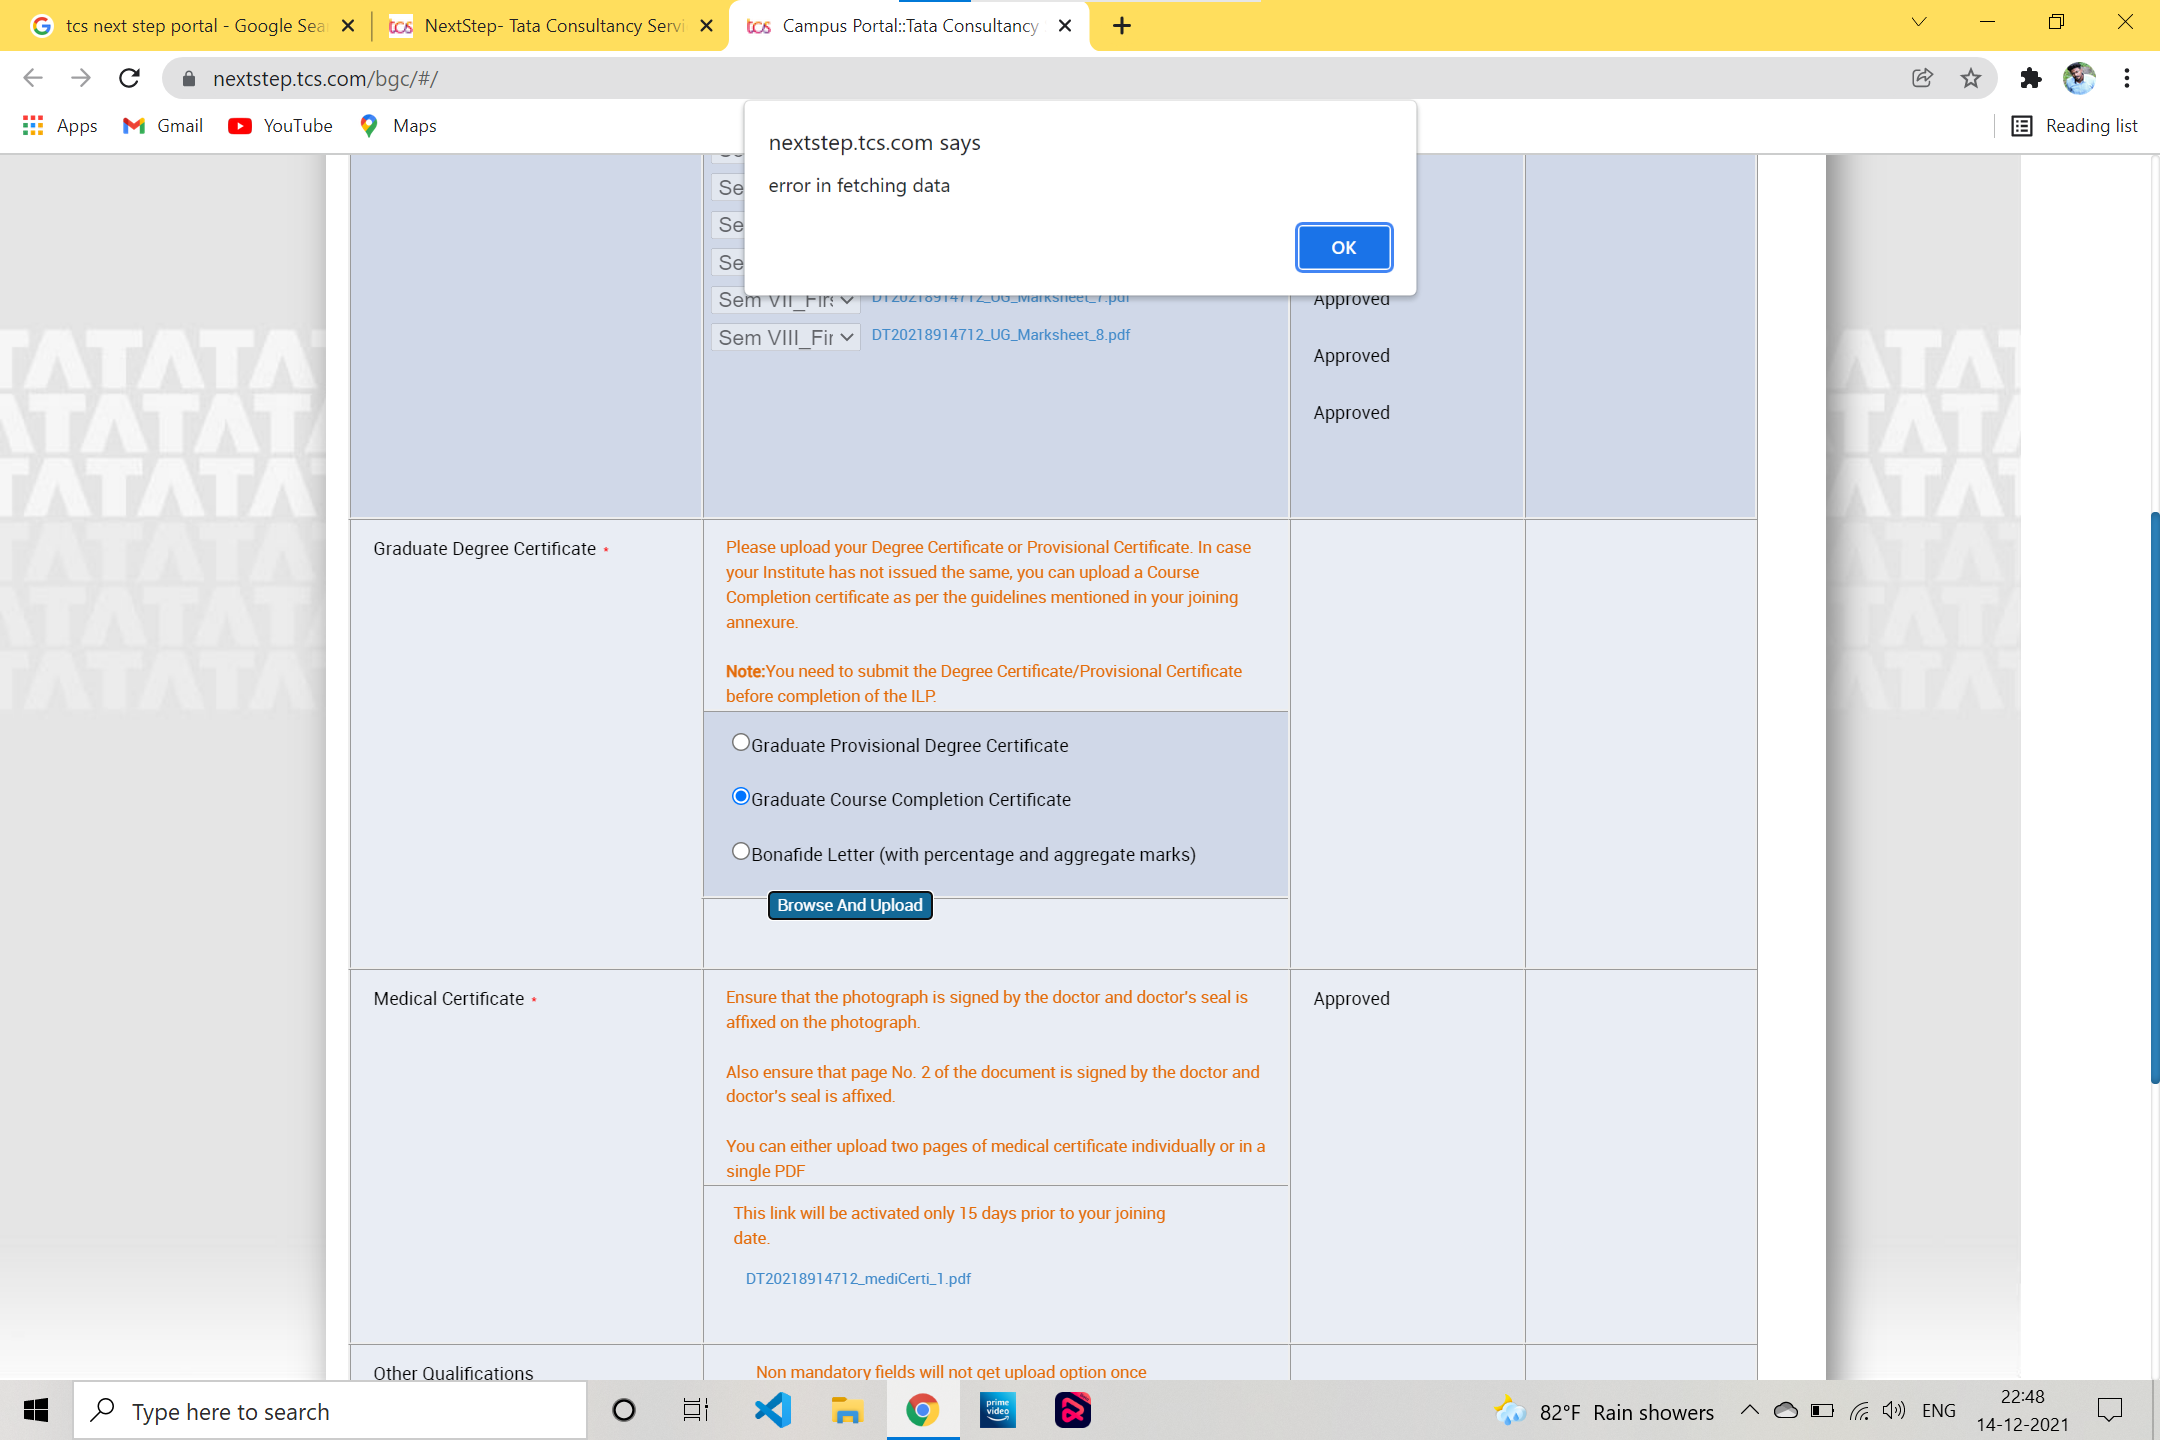 tcs next step portal - Google Sea
NextStep- Tata Consultancy Servi
Campus Portal::Tata Consultancy
nextstep.tcs.com/bgc/#/
Apps
Gmail
YouTube
Maps
Reading list
nextstep.tcs.com says
error in fetching data
OK
Se
Se
Se
Sem VII_Firs
DT20218914712_UG_Marksheet_7.pdf
Approved
Sem VIII_Fir
DT20218914712_UG_Marksheet_8.pdf
Approved
Approved
Graduate Degree Certificate *
Please upload your Degree Certificate or Provisional Certificate. In case
your Institute has not issued the same, you can upload a Course
Completion certificate as per the guidelines mentioned in your joining
annexure.
Note:You need to submit the Degree Certificate/Provisional Certificate
before completion of the ILP.
Graduate Provisional Degree Certificate
Graduate Course Completion Certificate
Bonafide Letter (with percentage and aggregate marks)
Browse And Upload
Medical Certificate *
Ensure that the photograph is signed by the doctor and doctor's seal is
affixed on the photograph.
Also ensure that page No. 2 of the document is signed by the doctor and
doctor's seal is affixed.
You can either upload two pages of medical certificate individually or in a
single PDF
Approved
This link will be activated only 15 days prior to your joining
date.
DT20218914712_mediCerti_1.pdf
Other Qualifications
Non mandatory fields will not get upload option once
Type here to search
prime video
82°F Rain showers
ENG
22:48
14-12-2021